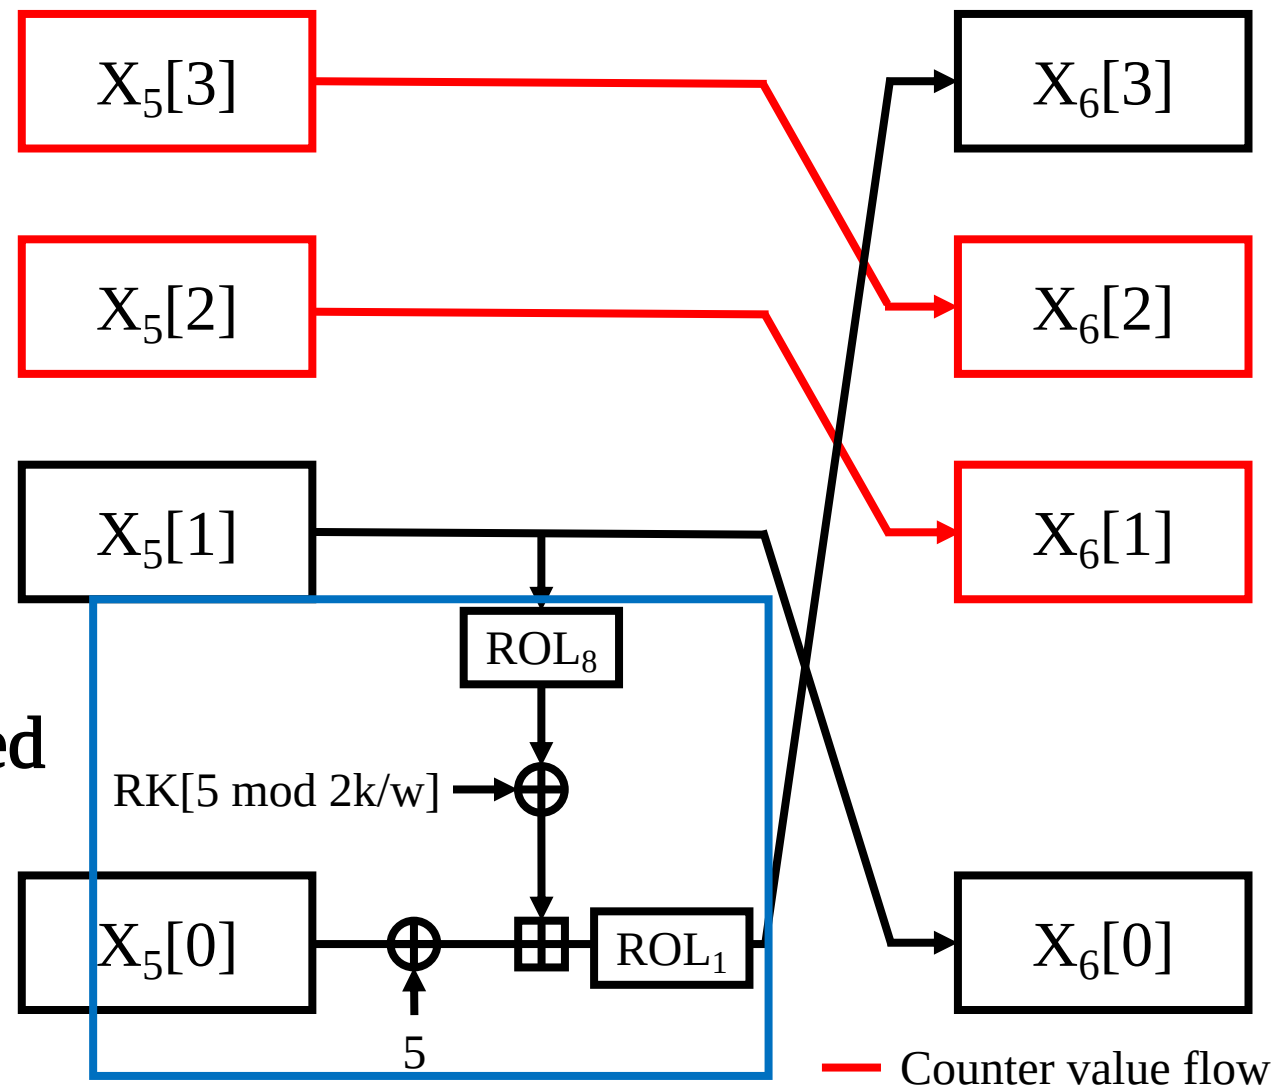 X5[3]
X6[3]
X5[2]
X6[2]
X5[1]
X6[1]
ROL8
ed
RK[5 mod 2k/w]
X5[0]
ROL1
X6[0]
5
Counter value flow